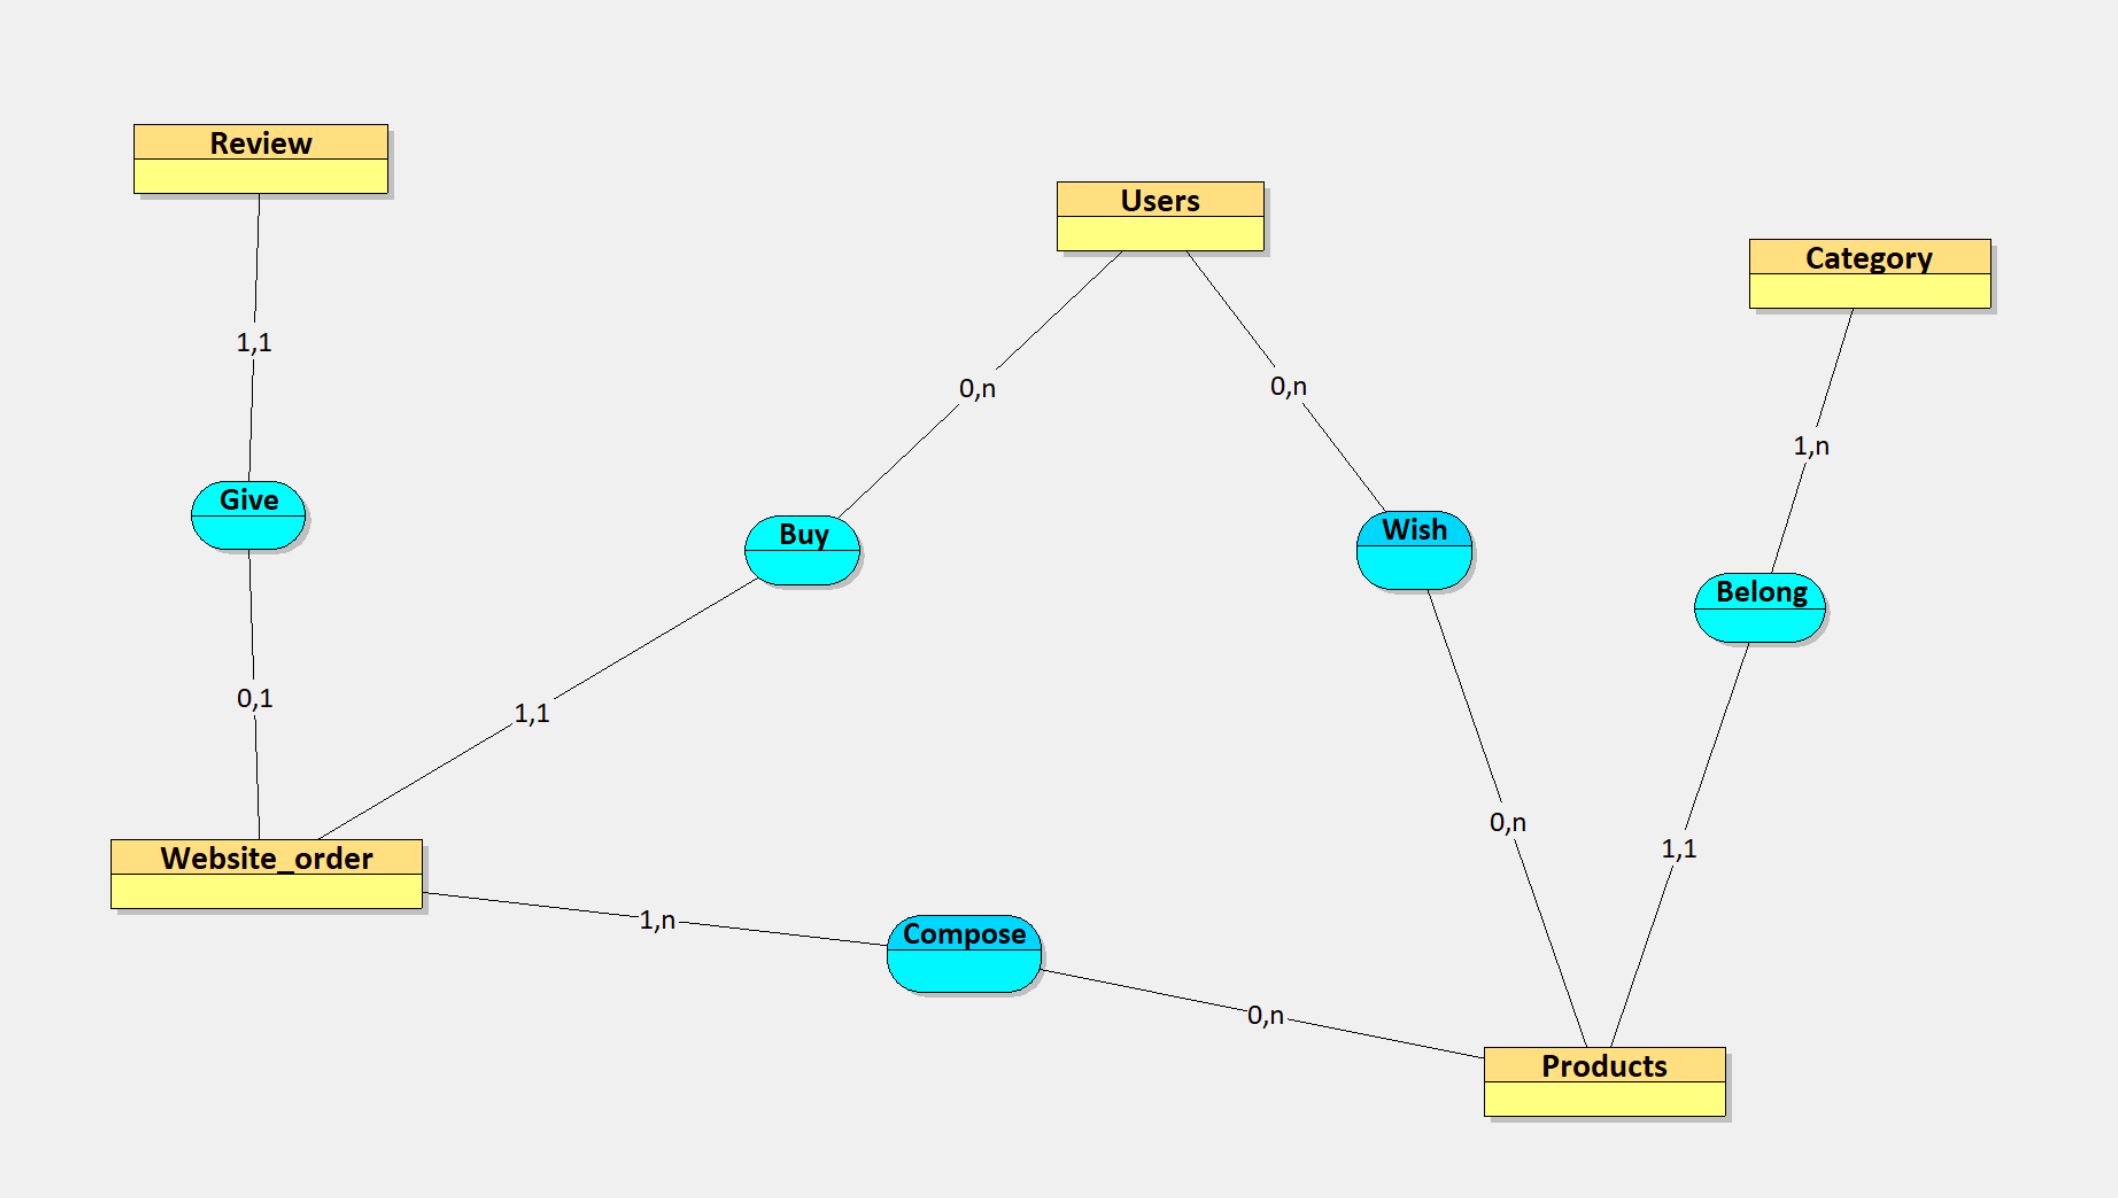 Review
Users
Category
1,1
0,n
0,n
1,n
Give
Buy
Wish
Belong
0,1
1,1
0,n
1,1
Website_order
1,n
Compose
0,n
Products